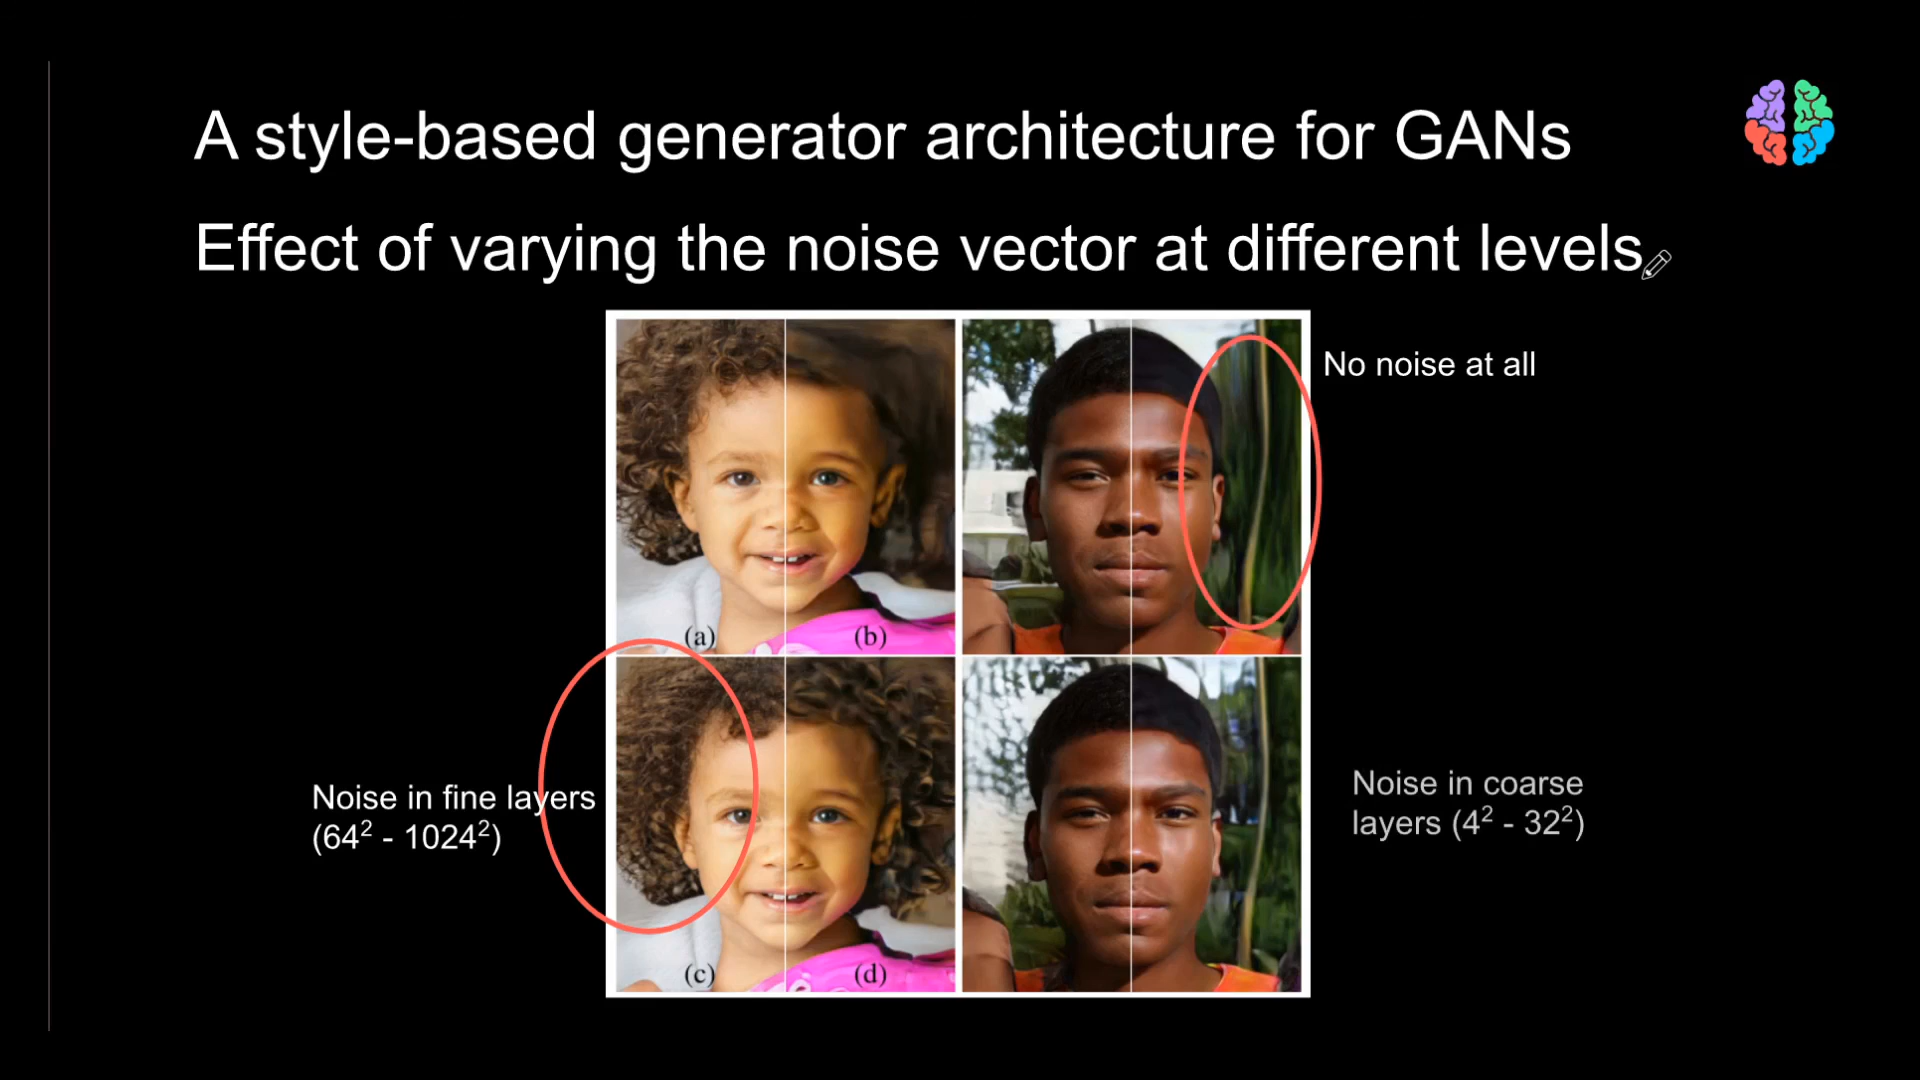 A style-based generator architecture for GANs
Effect of varying the noise vector at different levels
No noise at all
(a)
(b)
Noise in fine layers
(64² - 1024²)
Noise in coarse
layers (4² - 32²)
(c)
(d)